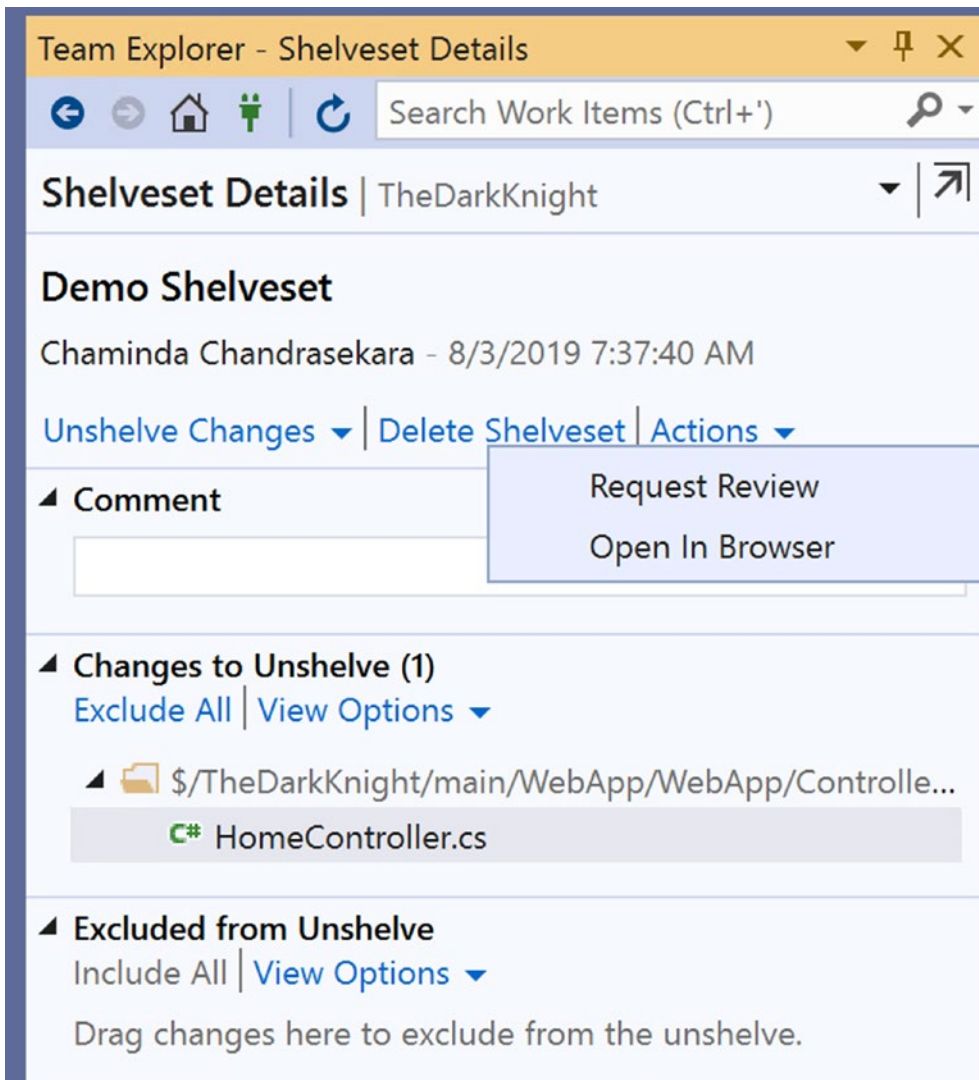 Team Explorer - Shelveset Details
Search Work Items (Ctrl+')
Shelveset Details | TheDarkKnight
Demo Shelveset
Chaminda Chandrasekara - 8/3/2019 7:37:40 AM
Unshelve Changes | Delete Shelveset | Actions
Request Review
Open In Browser
Comment
Changes to Unshelve (1)
Exclude All | View Options
$/TheDarkKnight/main/WebApp/WebApp/Controlle...
C# HomeController.cs
Excluded from Unshelve
Include All | View Options
Drag changes here to exclude from the unshelve.